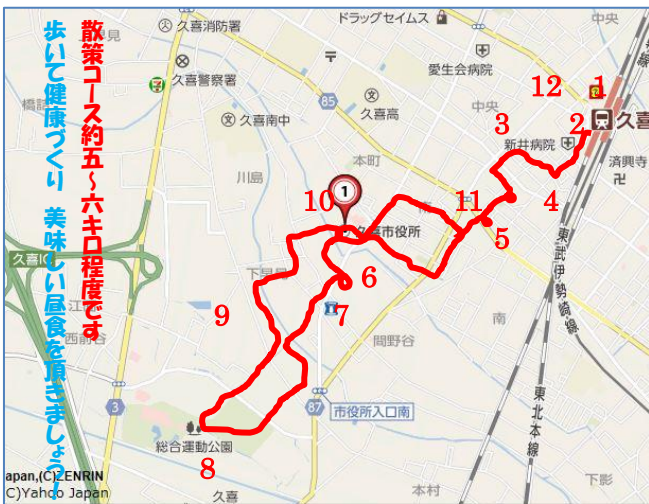 散策コース約五～六キロ程度です
歩いて健康づくり 美味しい昼食を頂きましょう!
久喜消防署
久喜警察署
久喜南中
川島
ドラッグセイムス
愛生会病院
中央
中央
久喜高
本町
85
新井病院
久喜
済興寺
12
1
2
3
4
5
11
10
1
久喜市役所
6
7
9
8
久喜IC
下早見
西前谷
間野谷
南
東武伊勢崎線
東北本線
3
87
市役所入口南
総合運動公園
久喜
本村
下影
apan,(C)ZENRIN
C)Yahoo Japan